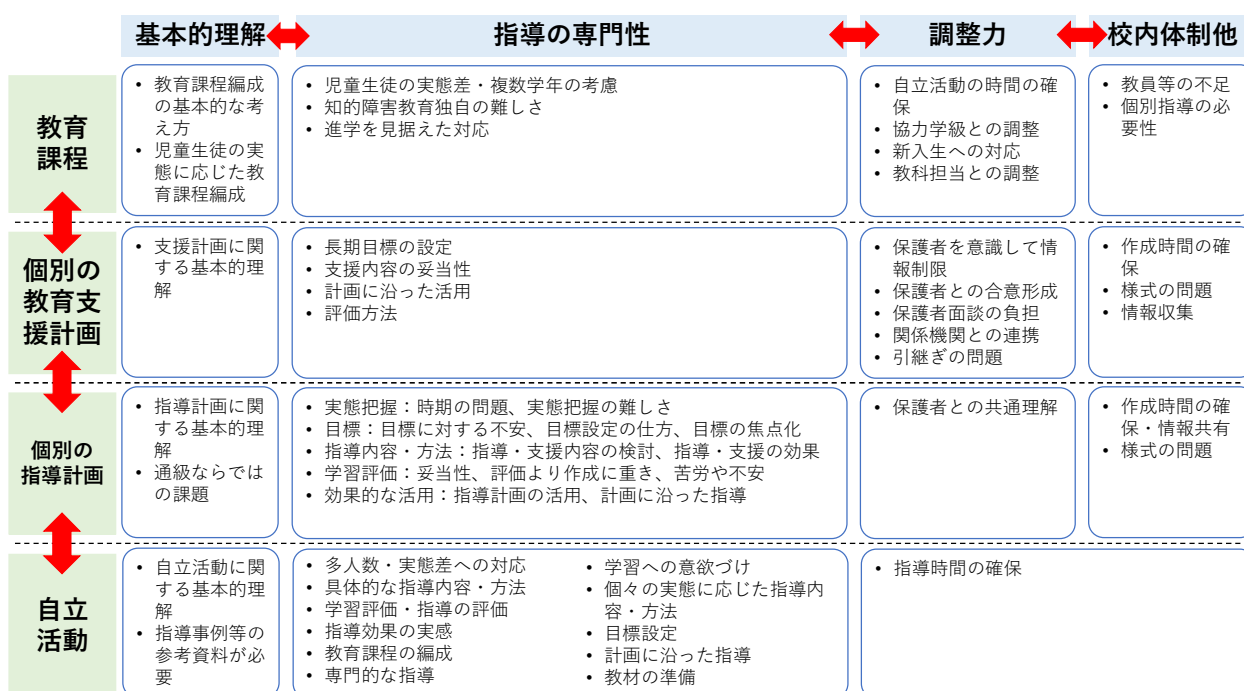 基本的理解
指導の専門性
調整力
校内体制他
教育
課程
• 教育課程編成
の基本的な考
え方
• 児童生徒の実
態に応じた教
育課程編成
• 児童生徒の実態差・複数学年の考慮
• 知的障害教育独自の難しさ
• 進学を見据えた対応
• 自立活動の時間の確
保
• 協力学級との調整
• 新入生への対応
• 教科担当との調整
• 教員等の不足
• 個別指導の必
要性
個別の
教育支
援計画
• 支援計画に関
する基本的理
解
• 長期目標の設定
• 支援内容の妥当性
• 計画に沿った活用
• 評価方法
• 保護者を意識して情
報制限
• 保護者との合意形成
• 保護者面談の負担
• 関係機関との連携
• 引継ぎの問題
• 作成時間の確
保
• 様式の問題
• 情報収集
個別の
指導計画
• 指導計画に関
する基本的理
解
• 通級ならでは
の課題
• 実態把握：時期の問題、実態把握の難しさ
• 目標：目標に対する不安、目標設定の仕方、目標の焦点化
• 指導内容・方法：指導・支援内容の検討、指導・支援の効果
• 学習評価：妥当性、評価より作成に重き、苦労や不安
• 効果的な活用：指導計画の活用、計画に沿った指導
• 保護者との共通理解
• 作成時間の確
保・情報共有
• 様式の問題
自立
活動
• 自立活動に関
する基本的理
解
• 指導事例等の
参考資料が必
要
• 多人数・実態差への対応
• 具体的な指導内容・方法
• 学習評価・指導の評価
• 指導効果の実感
• 教育課程の編成
• 専門的な指導
• 学習への意欲づけ
• 個々の実態に応じた指導内
容・方法
• 目標設定
• 計画に沿った指導
• 教材の準備
• 指導時間の確保